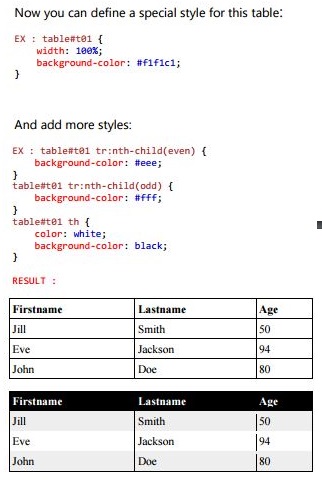 Now you can define a special style for this table:
EX : table#t01 {
    width: 100%;
    background-color: #f1f1c1;
}
And add more styles:
EX : table#t01 tr:nth-child(even) {
    background-color: #eee;
}
table#t01 tr:nth-child(odd) {
    background-color: #fff;
}
table#t01 th {
    color: white;
    background-color: black;
}
RESULT :
Firstname Lastname Age
Jill Smith 50
Eve Jackson 94
John Doe 80
Firstname Lastname Age
Jill Smith 50
Eve Jackson 94
John Doe 80